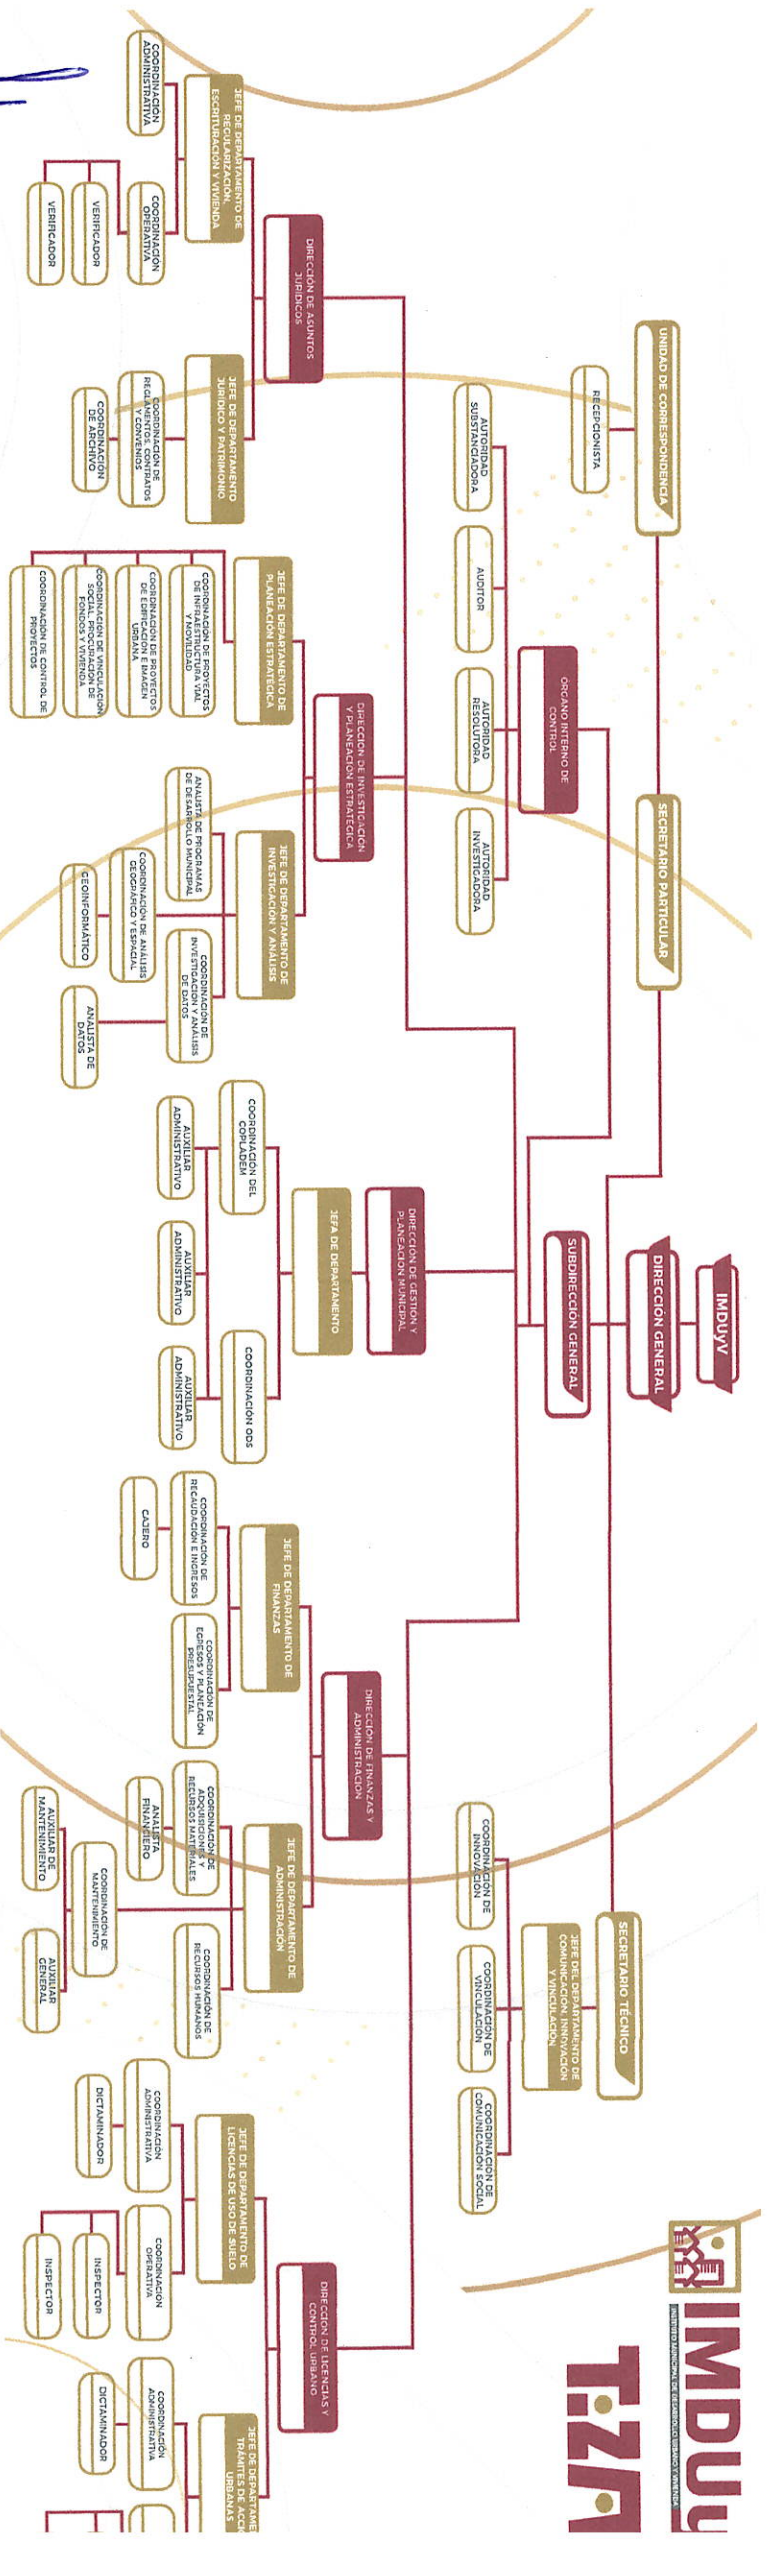 IMDUyV
DIRECCIÓN GENERAL
SUBDIRECCIÓN GENERAL
UNIDAD DE CORRESPONDENCIA
RECEPCIONISTA
SECRETARIO PARTICULAR
SECRETARIO TÉCNICO
JEFE DEL DEPARTAMENTO DE
COMUNICACIÓN, INNOVACIÓN
Y VINCULACIÓN
COORDINACIÓN DE
INNOVACIÓN
COORDINACIÓN DE
VINCULACIÓN
COORDINACIÓN DE
COMUNICACIÓN SOCIAL
ÓRGANO INTERNO DE
CONTROL
AUTORIDAD
SUBSTANCIADORA
AUDITOR
AUTORIDAD
RESOLUTORA
AUTORIDAD
INVESTIGADORA
DIRECCIÓN DE ASUNTOS
JURÍDICOS
JEFE DE DEPARTAMENTO DE
REGULARIZACIÓN,
ESCRITURACIÓN Y VIVIENDA
COORDINACIÓN
ADMINISTRATIVA
COORDINACIÓN
OPERATIVA
VERIFICADOR
VERIFICADOR
JEFE DE DEPARTAMENTO
JURÍDICO Y PATRIMONIO
COORDINACIÓN DE
REGLAMENTOS, CONTRATOS
Y CONVENIOS
COORDINACIÓN
DE ARCHIVO
DIRECCIÓN DE INVESTIGACIÓN
Y PLANEACIÓN ESTRATÉGICA
JEFE DE DEPARTAMENTO DE
PLANEACIÓN ESTRATÉGICA
COORDINACIÓN DE PROYECTOS
DE INFRAESTRUCTURA VIAL
Y MOVILIDAD
COORDINACIÓN DE PROYECTOS
DE EDIFICACIÓN E IMAGEN
URBANA
COORDINACIÓN DE VINCULACIÓN
SOCIAL, PROCURACIÓN DE
FONDOS Y VIVIENDA
COORDINACIÓN DE CONTROL DE
PROYECTOS
JEFE DE DEPARTAMENTO DE
INVESTIGACIÓN Y ANÁLISIS
ANALISTA DE PROGRAMAS
DE DESARROLLO MUNICIPAL
COORDINACIÓN DE ANÁLISIS
GEOGRÁFICO Y ESPACIAL
GEOINFORMÁTICO
COORDINACIÓN DE
INVESTIGACIÓN Y ANÁLISIS
DE DATOS
ANALISTA DE
DATOS
DIRECCIÓN DE GESTIÓN Y
PLANEACIÓN MUNICIPAL
JEFA DE DEPARTAMENTO
COORDINACIÓN DEL
COPLADEM
COORDINACIÓN ODS
AUXILIAR
ADMINISTRATIVO
AUXILIAR
ADMINISTRATIVO
AUXILIAR
ADMINISTRATIVO
DIRECCIÓN DE FINANZAS Y
ADMINISTRACIÓN
JEFE DE DEPARTAMENTO DE
FINANZAS
COORDINACIÓN DE
RECAUDACIÓN E INGRESOS
CAJERO
COORDINACIÓN DE
EGRESOS Y PLANEACIÓN
PRESUPUESTAL
JEFE DE DEPARTAMENTO DE
ADMINISTRACIÓN
COORDINACIÓN DE
ADQUISICIONES Y
RECURSOS MATERIALES
ANALISTA
FINANCIERO
COORDINACIÓN DE
RECURSOS HUMANOS
COORDINACIÓN DE
MANTENIMIENTO
AUXILIAR DE
MANTENIMIENTO
AUXILIAR
GENERAL
DIRECCIÓN DE LICENCIAS Y
CONTROL URBANO
JEFE DE DEPARTAMENTO DE
LICENCIAS DE USO DE SUELO
COORDINACIÓN
ADMINISTRATIVA
DICTAMINADOR
COORDINACIÓN
OPERATIVA
INSPECTOR
INSPECTOR
JEFE DE DEPARTAME
TRÁMITES DE ACCI
URBANAS
COORDINACIÓN
ADMINISTRATIVA
DICTAMINADOR
IMDUy
INSTITUTO MUNICIPAL DE DESARROLLO URBANO Y VIVIENDA
T.ZA